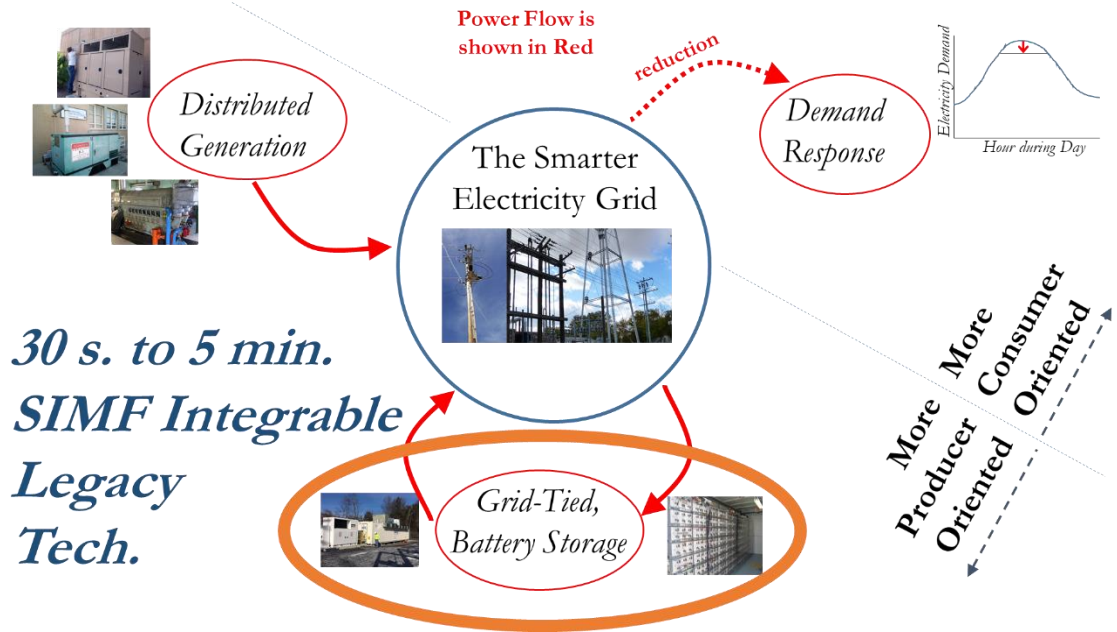 Power Flow is
shown in Red
reduction
Distributed
Generation
Demand
Response
Electricity Demand
Hour during Day
The Smarter
Electricity Grid
30 s. to 5 min.
SIMF Integrable
Legacy
Tech.
Grid-Tied,
Battery Storage
More
Consumer
Oriented
More
Producer
Oriented